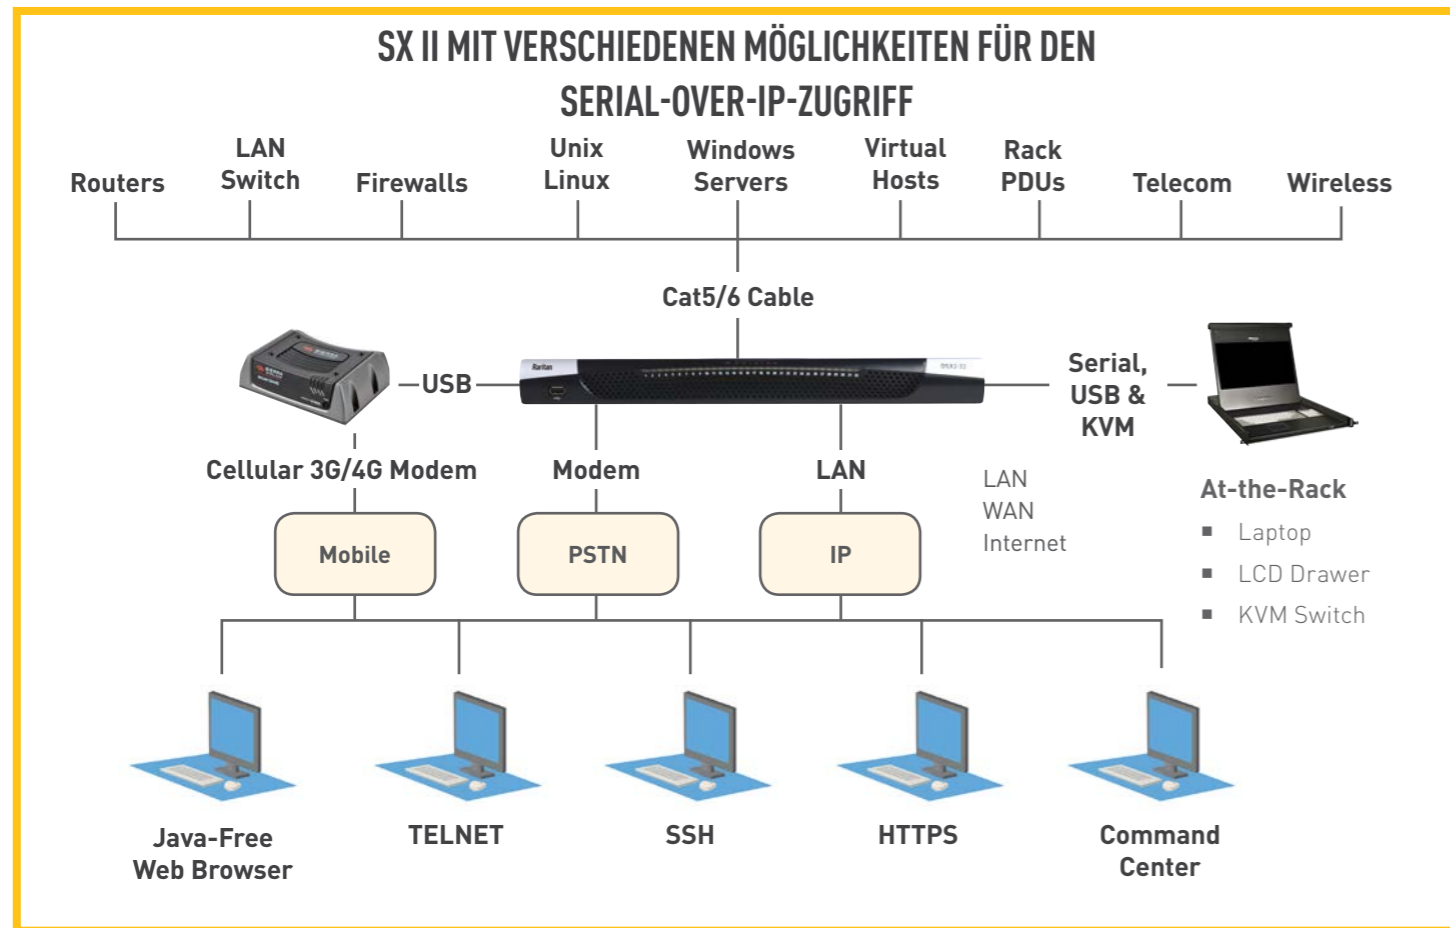 SX II MIT VERSCHIEDENEN MÖGLICHKEITEN FÜR DEN
SERIAL-OVER-IP-ZUGRIFF
Routers
LAN
Switch
Firewalls
Unix
Linux
Windows
Servers
Virtual
Hosts
Rack
PDUs
Telecom
Wireless
Cat5/6 Cable
USB
Raritan
Serial,
USB &
KVM
Cellular 3G/4G Modem
Modem
LAN
LAN
WAN
Internet
At-the-Rack
■ Laptop
■ LCD Drawer
■ KVM Switch
Mobile
PSTN
IP
Java-Free
Web Browser
TELNET
SSH
HTTPS
Command
Center